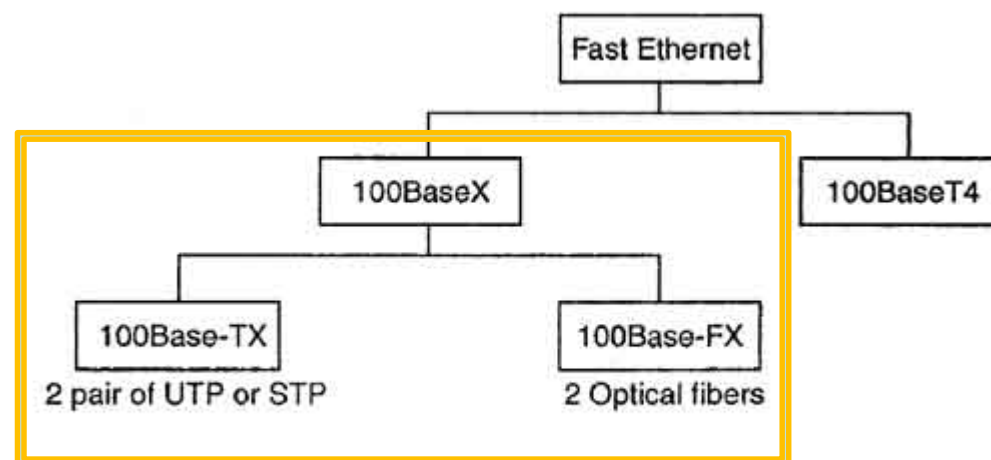 Fast Ethernet
100BaseX
100BaseT4
100Base-TX
100Base-FX
2 pair of UTP or STP
2 Optical fibers